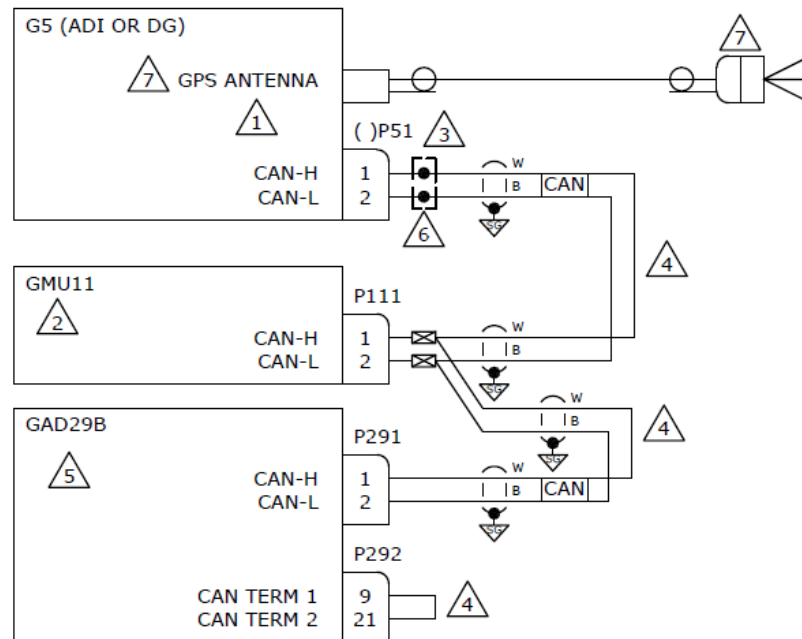 G5 (ADI OR DG)
7
7 GPS ANTENNA
1
( )P51 3
CAN-H 1 W
CAN-L 2 B CAN
SG
6
4
GMU11
2
P111
CAN-H 1 W
CAN-L 2 B
SG
W
B
SG
4
GAD29B
5
P291
CAN-H 1 W
CAN-L 2 B CAN
SG
P292
CAN TERM 1 9
CAN TERM 2 21
4